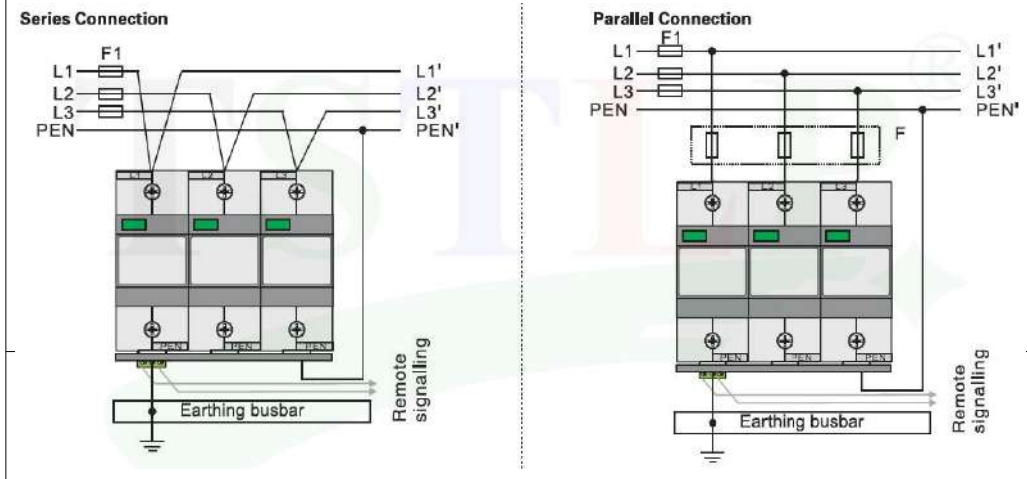 Series Connection
F1
L1 L1'
L2 L2'
L3 L3'
PEN PEN'
L1 L2 L3
PEN PEN PEN
Remote
signalling
Earthing busbar
Parallel Connection
F1
L1 L1'
L2 L2'
L3 L3'
PEN PEN'
F
L1 L2 L3
PEN PEN PEN
Remote
signalling
Earthing busbar
TSTLP ®